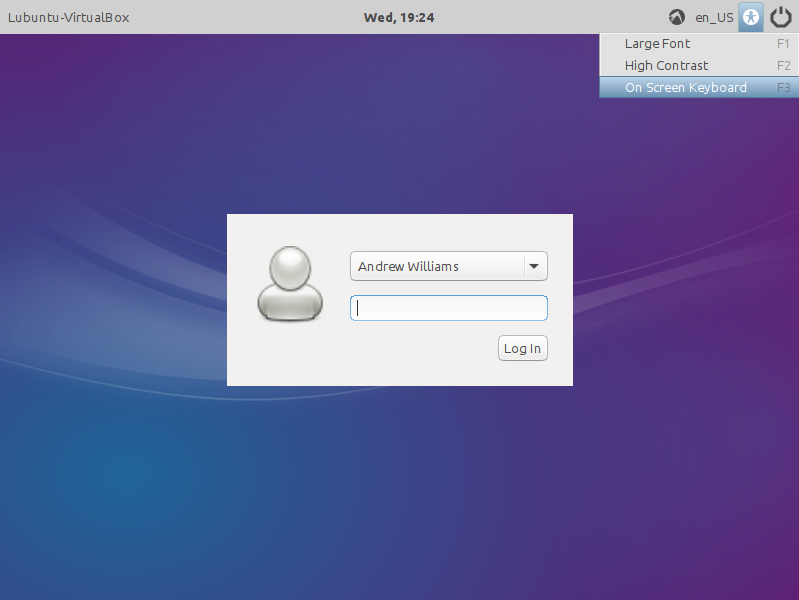 Lubuntu-VirtualBox Wed, 19:24 en_US
Large Font F1
High Contrast F2
On Screen Keyboard F3
Andrew Williams
Log In